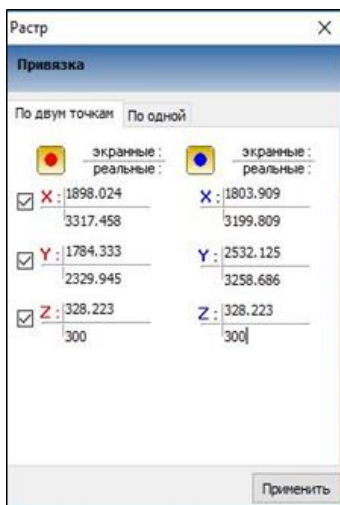 Растр
Привязка
По двум точкам По одной
экранные : экранные :
реальные : реальные :
X : 1898.024 X : 1803.909
3317.458 3199.809
Y : 1784.333 Y : 2532.125
2329.945 3258.686
Z : 328.223 Z : 328.223
300 300
Применить